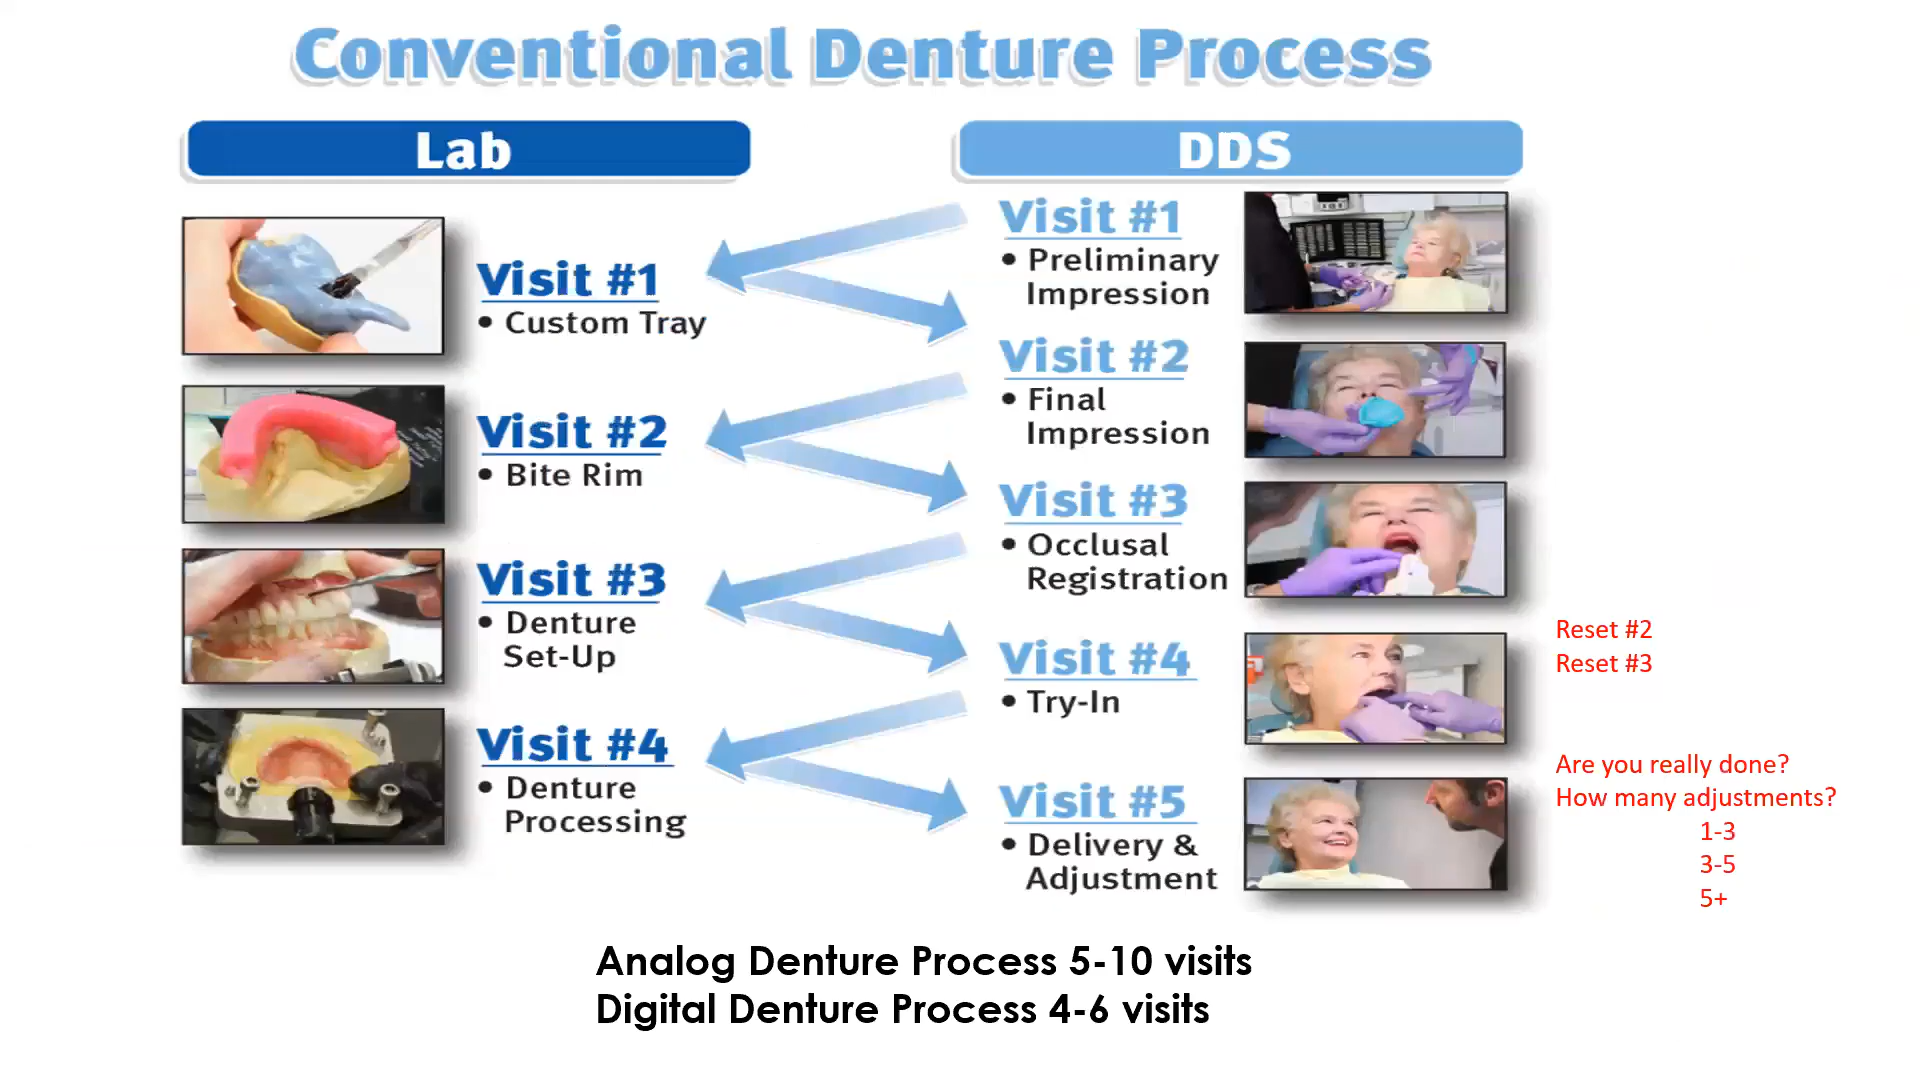 Conventional Denture Process
Lab
Visit #1
• Custom Tray
Visit #2
• Bite Rim
Visit #3
• Denture
Set-Up
Visit #4
• Denture
Processing
DDS
Visit #1
• Preliminary
Impression
Visit #2
• Final
Impression
Visit #3
• Occlusal
Registration
Visit #4
• Try-In
Visit #5
• Delivery &
Adjustment
Reset #2
Reset #3
Are you really done?
How many adjustments?
1-3
3-5
5+
Analog Denture Process 5-10 visits
Digital Denture Process 4-6 visits